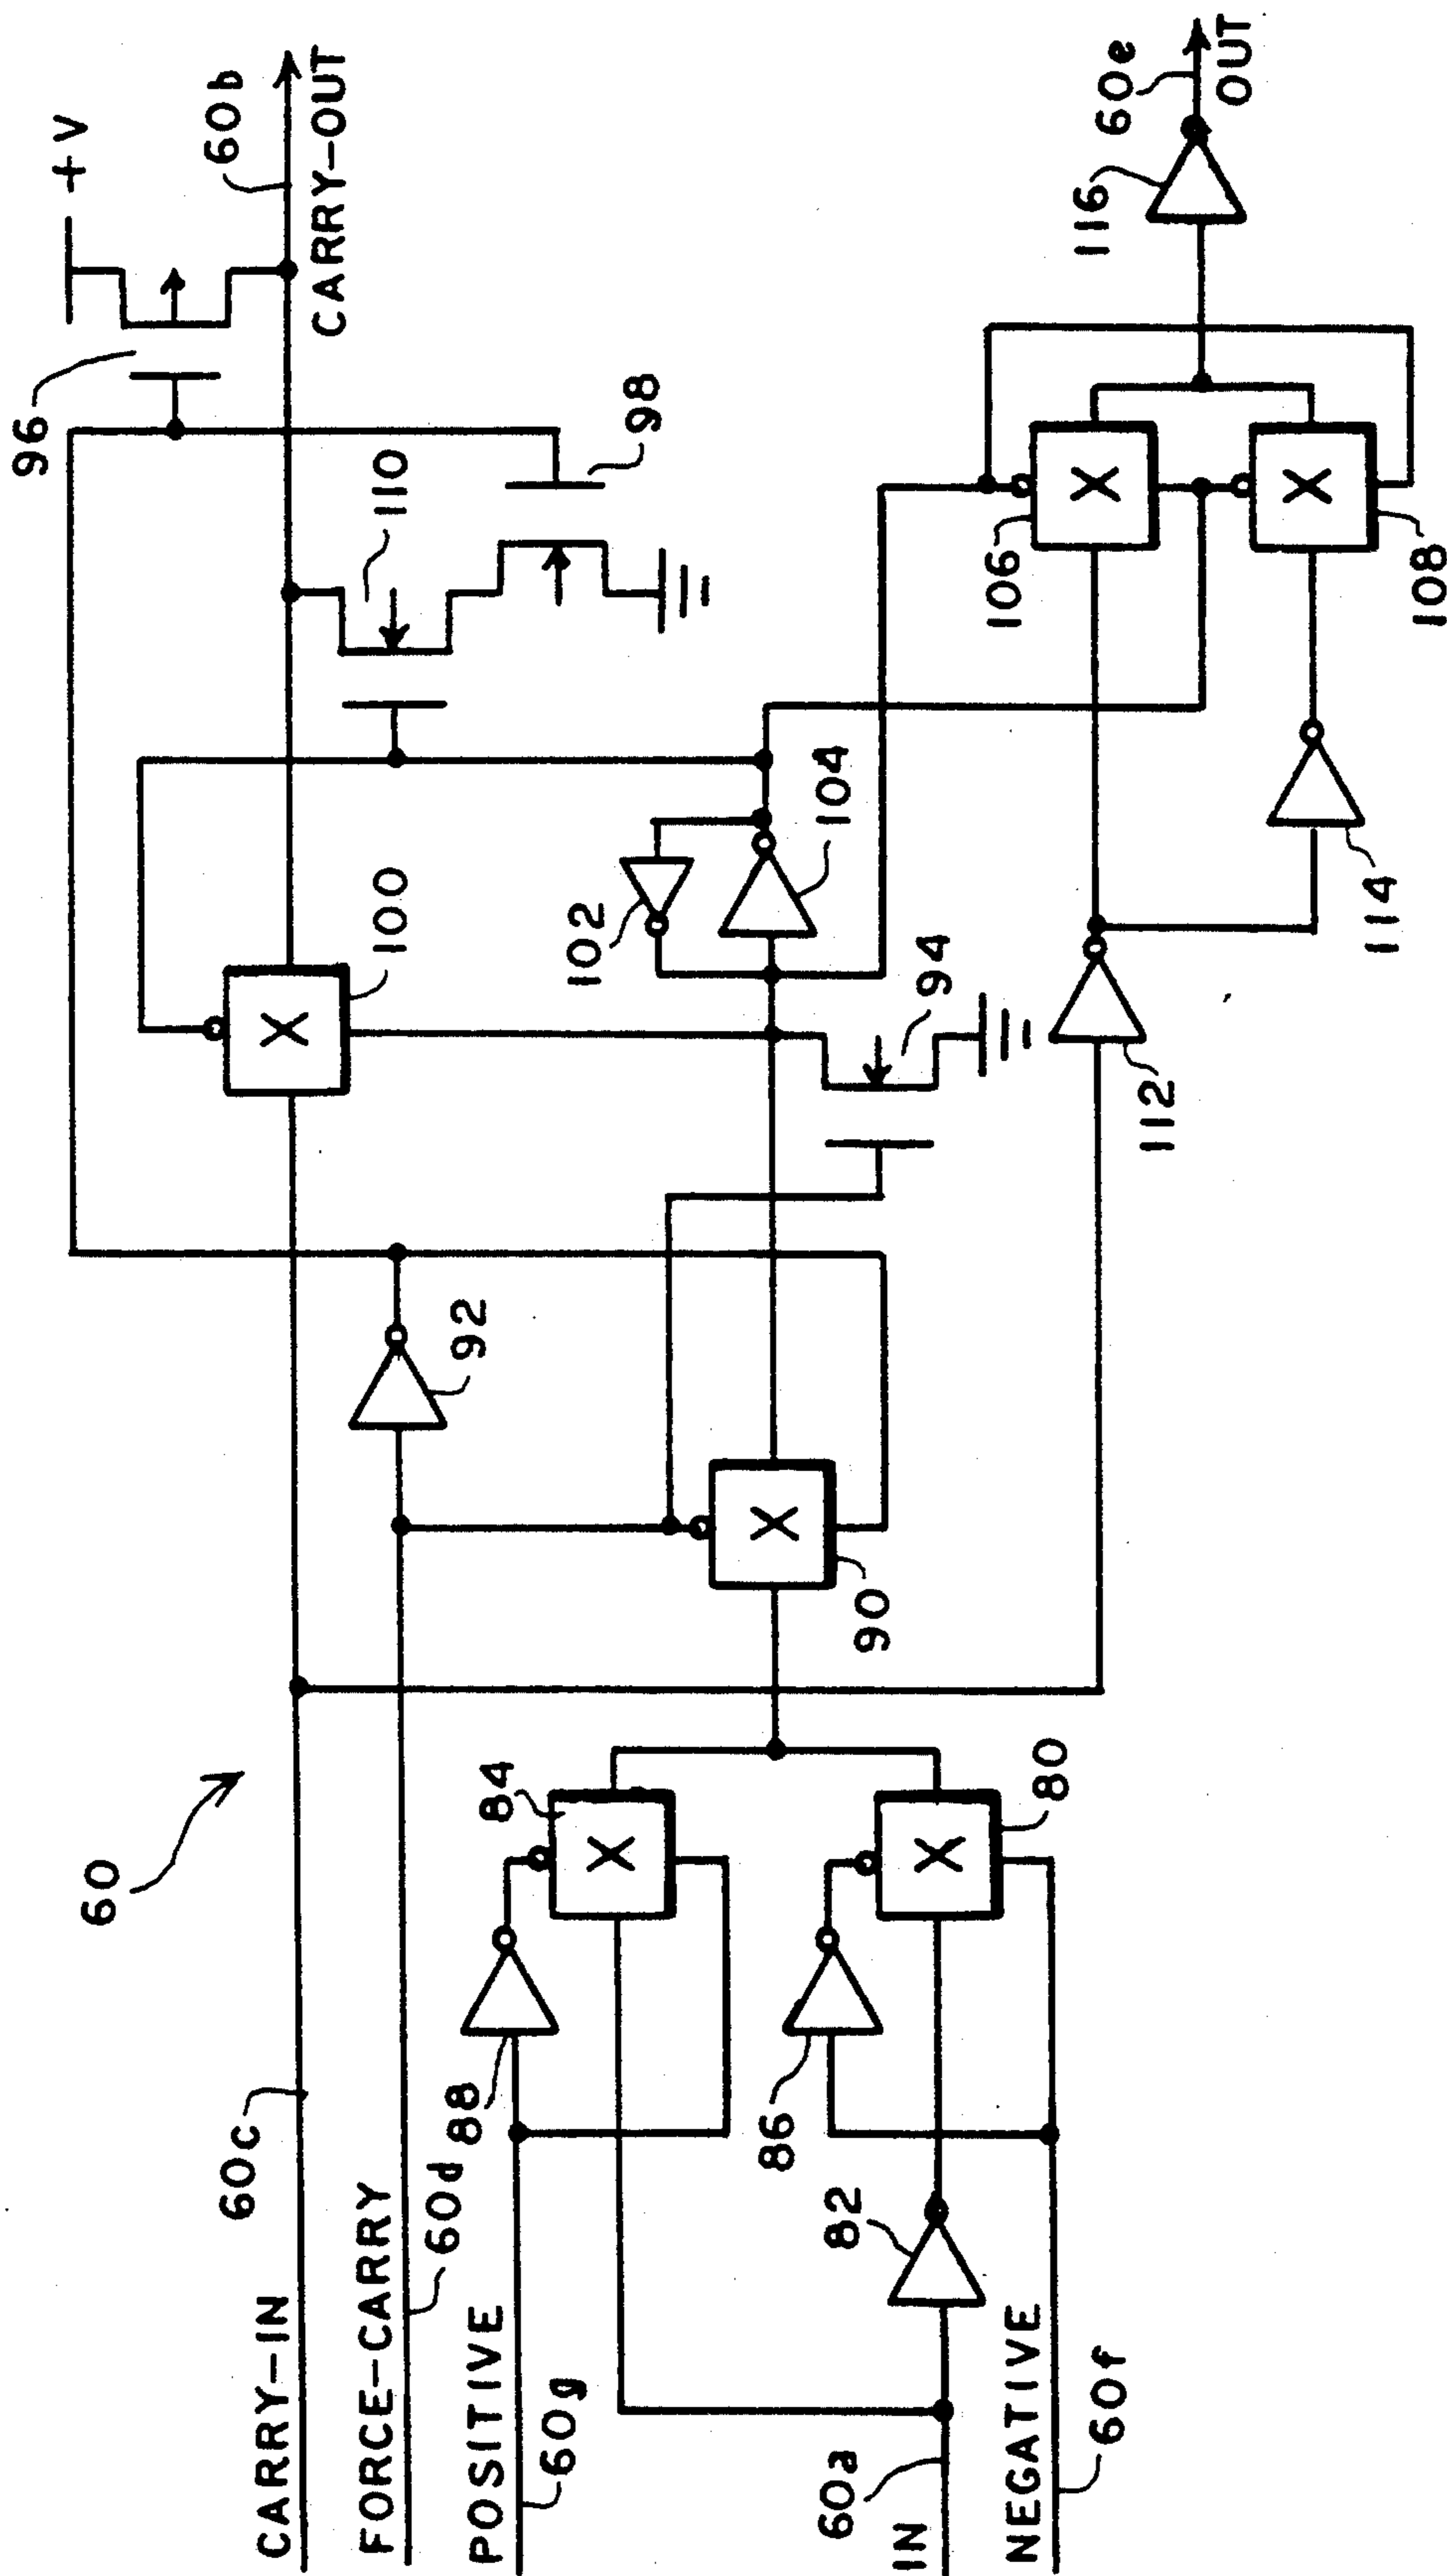 60
CARRY-IN
60c
FORCE-CARRY
60d
POSITIVE
60g
IN
60a
NEGATIVE
60f
88
84
X
86
82
80
X
90
X
92
94
100
X
102
104
96
+V
60b
CARRY-OUT
110
98
112
114
106
X
108
X
116
60e
OUT